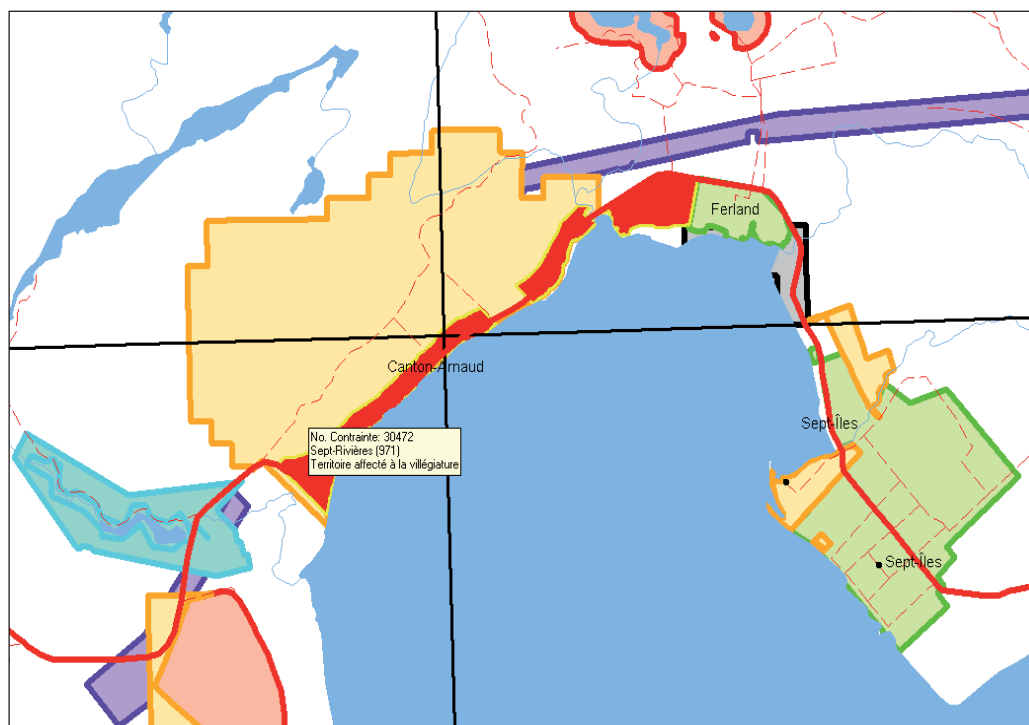 Ferland
Canton-Arnaud
Sept-Îles
No. Contrainte: 30472
Sept-Rivières (971)
Territoire affecté à la villégiature
Sept-Îles